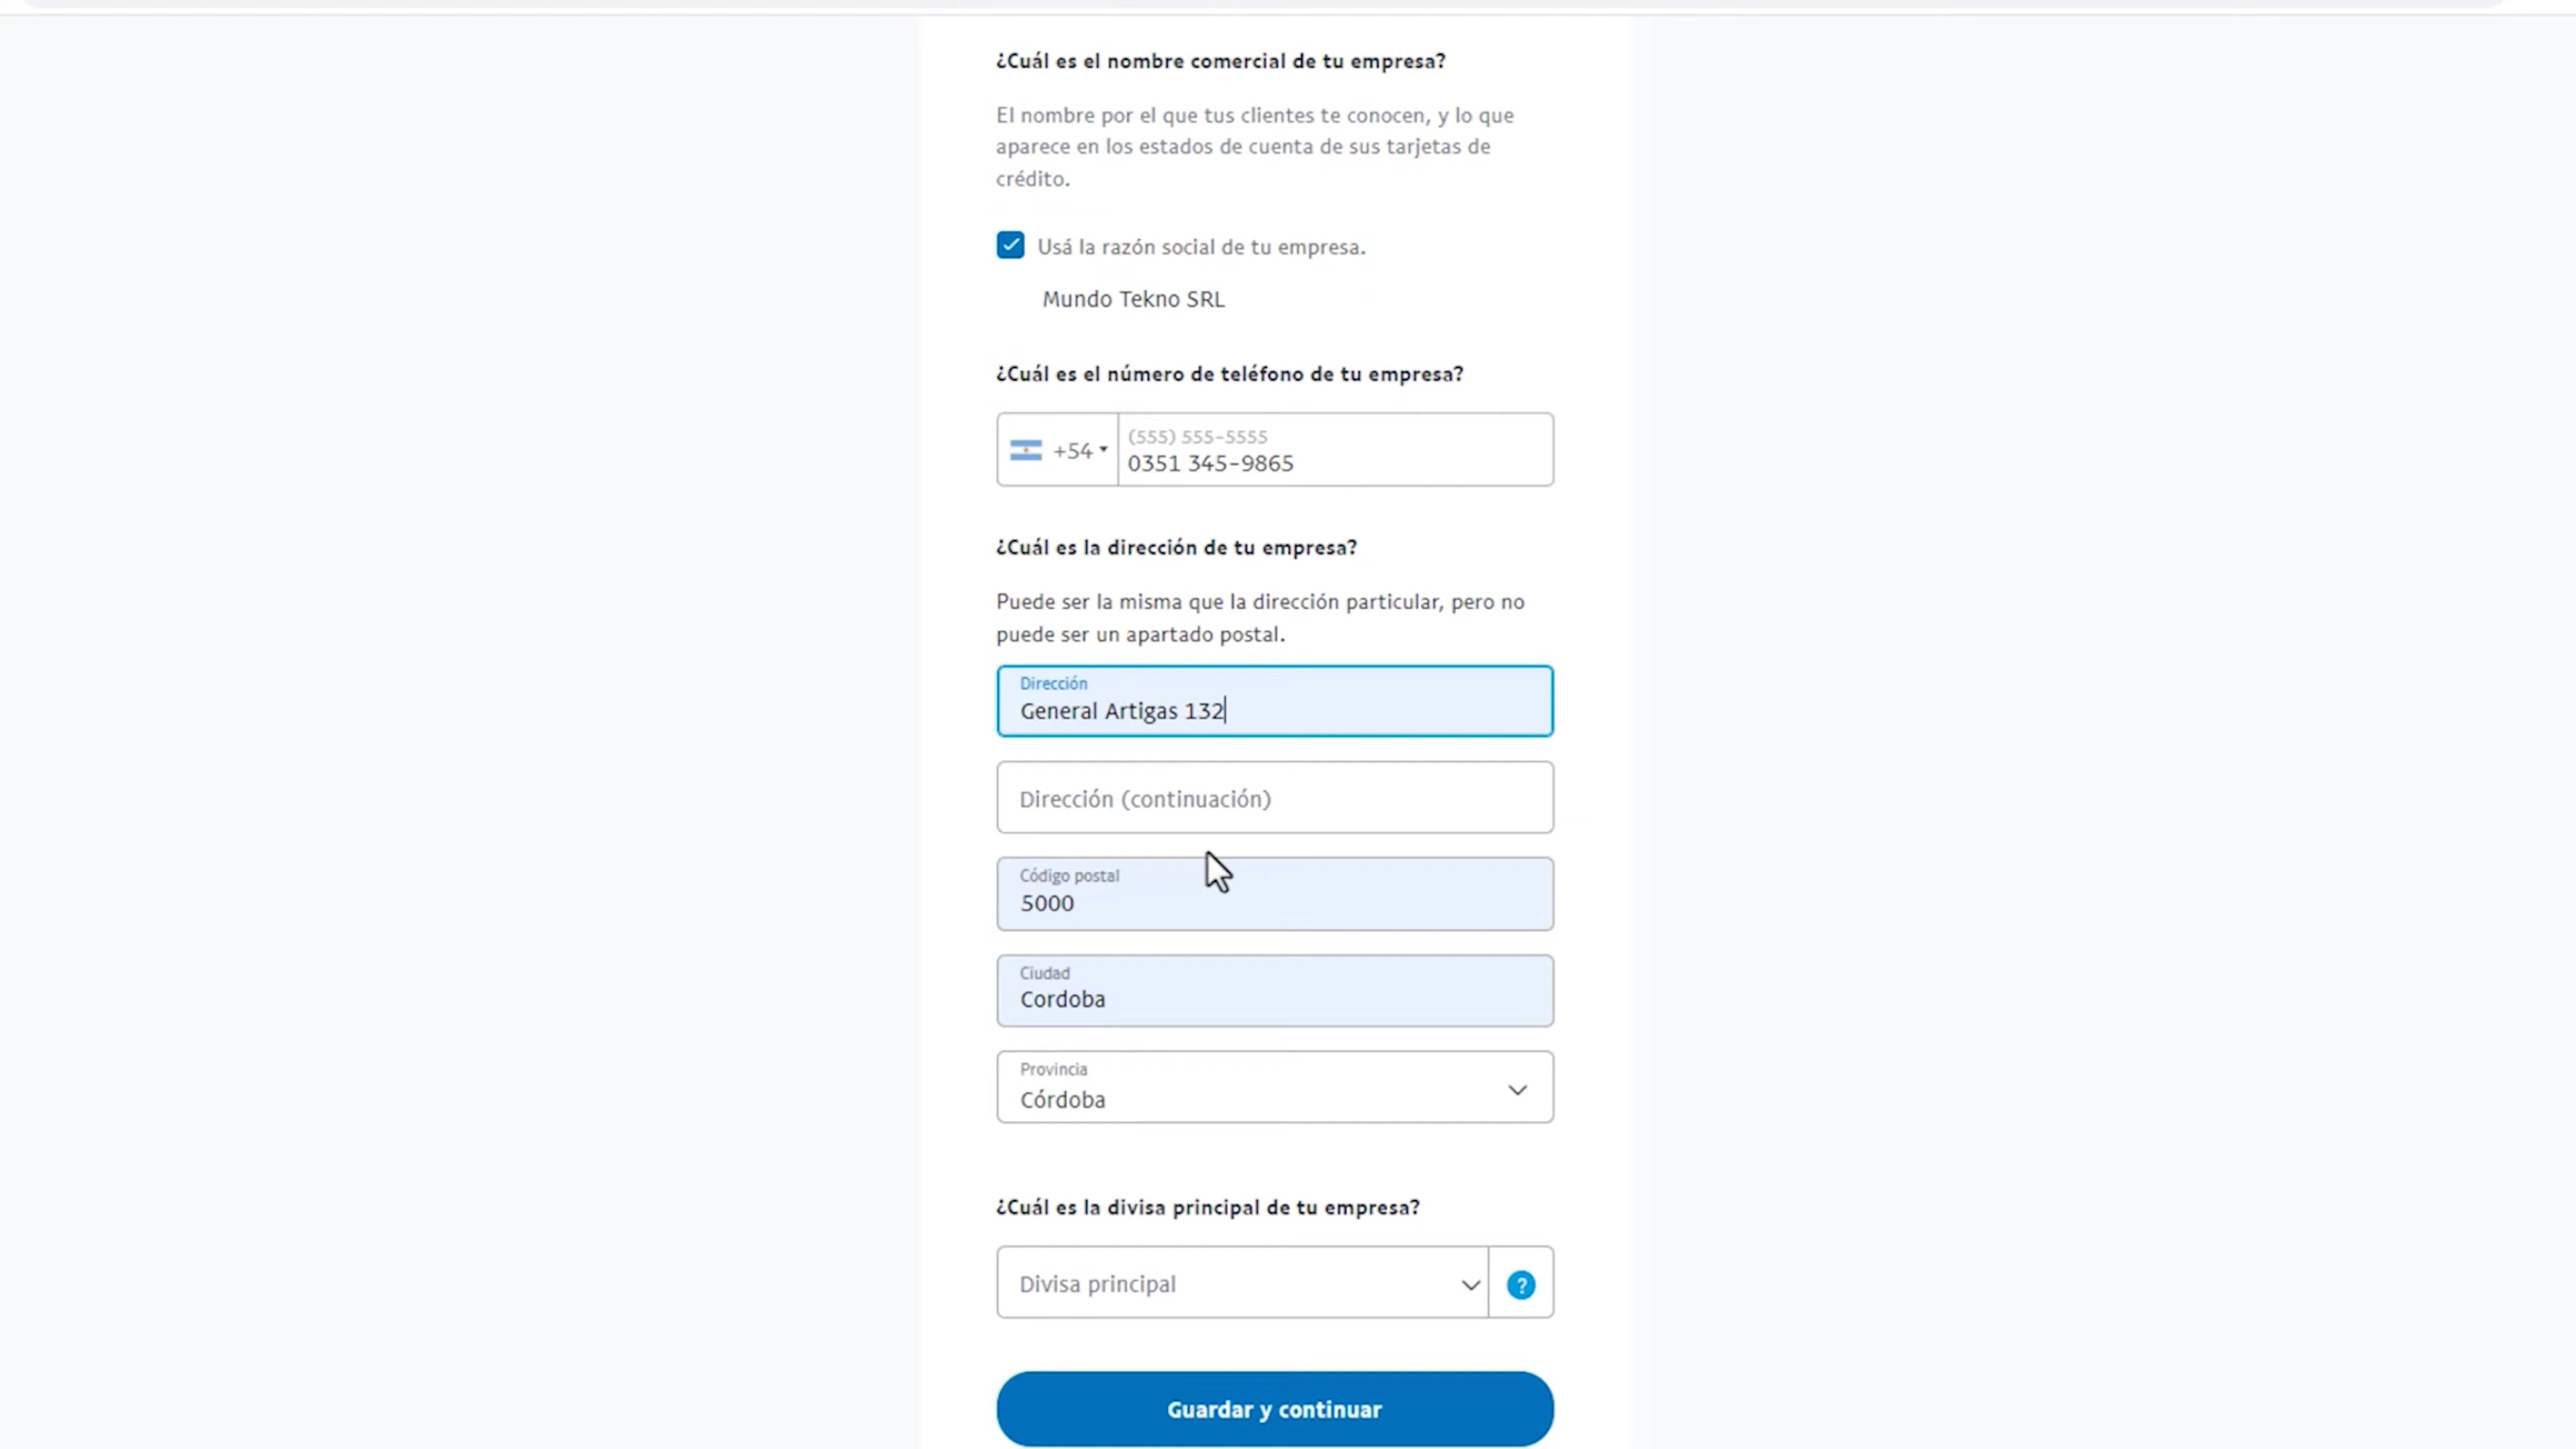 ¿Cuál es el nombre comercial de tu empresa?
El nombre por el que tus clientes te conocen, y lo que
aparece en los estados de cuenta de sus tarjetas de
crédito.
Usá la razón social de tu empresa.
Mundo Tekno SRL
¿Cuál es el número de teléfono de tu empresa?
+54
(555) 555-5555
0351 345-9865
¿Cuál es la dirección de tu empresa?
Puede ser la misma que la dirección particular, pero no
puede ser un apartado postal.
Dirección
General Artigas 132
Dirección (continuación)
Código postal
5000
Ciudad
Cordoba
Provincia
Córdoba
¿Cuál es la divisa principal de tu empresa?
Divisa principal
?
Guardar y continuar